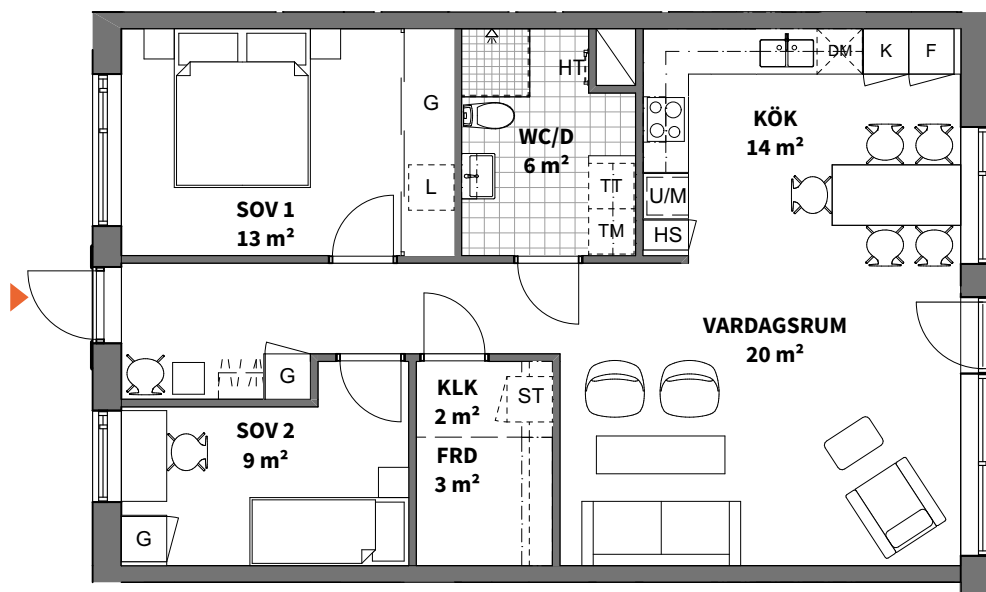 G
HT
DM
K
F
KÖK
14 m²
WC/D
6 m²
L
TT
U/M
SOV 1
13 m²
TM
HS
VARDAGSRUM
20 m²
G
KLK
2 m²
ST
SOV 2
9 m²
FRD
3 m²
G